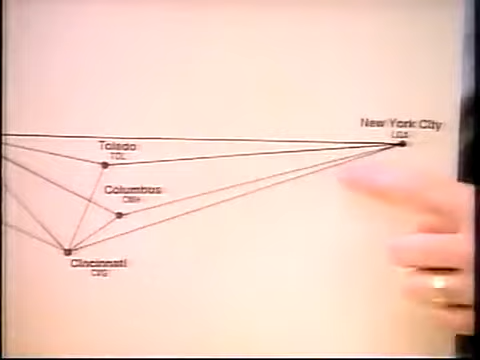 New York City
LGA
Toledo
TOL
Columbus
CMH
Cincinnati
CVG